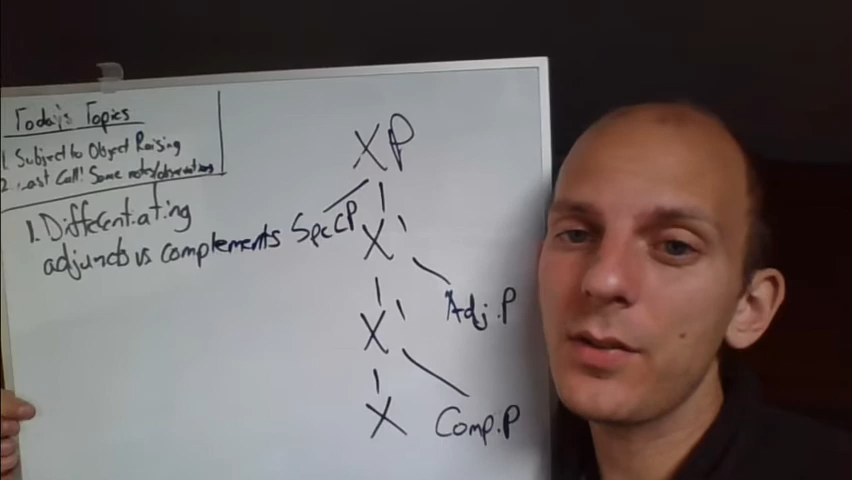 Today's Topics
1. Subject to Object Raising
2. Last Call! Some notes/observations
1. Differentiating
adjuncts vs complements
XP
SpecP
X'
Adj.P
X'
X
Comp.P